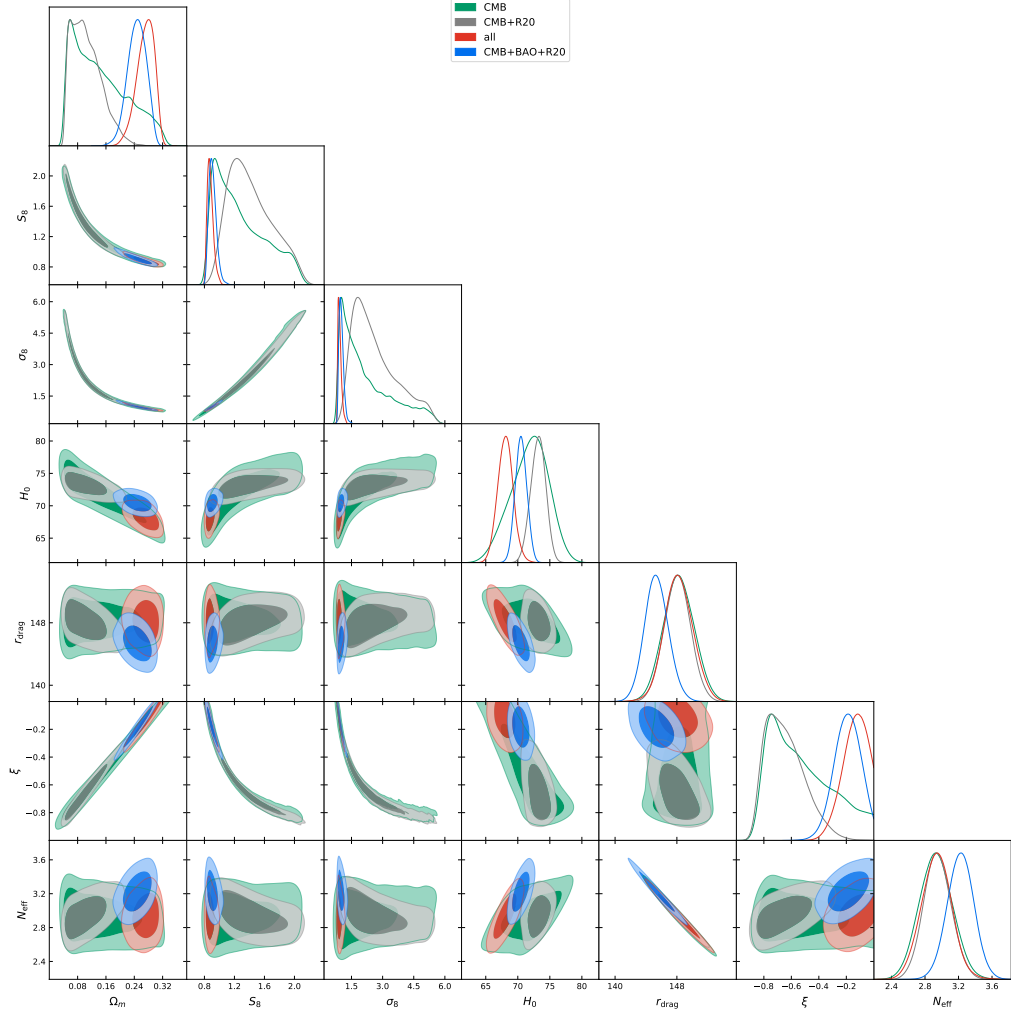 CMB
CMB+R20
all
CMB+BAO+R20
2.0
1.6
1.2
0.8
S₈
6.0
4.5
3.0
1.5
σ₈
80
75
70
65
H₀
148
140
r_drag
−0.2
−0.4
−0.6
−0.8
ξ
3.6
3.2
2.8
2.4
N_eff
0.08 0.16 0.24 0.32
0.8 1.2 1.6 2.0
1.5 3.0 4.5 6.0
65 70 75 80
140 148
−0.8 −0.6 −0.4 −0.2
2.4 2.8 3.2 3.6
Ω_m
S₈
σ₈
H₀
r_drag
ξ
N_eff